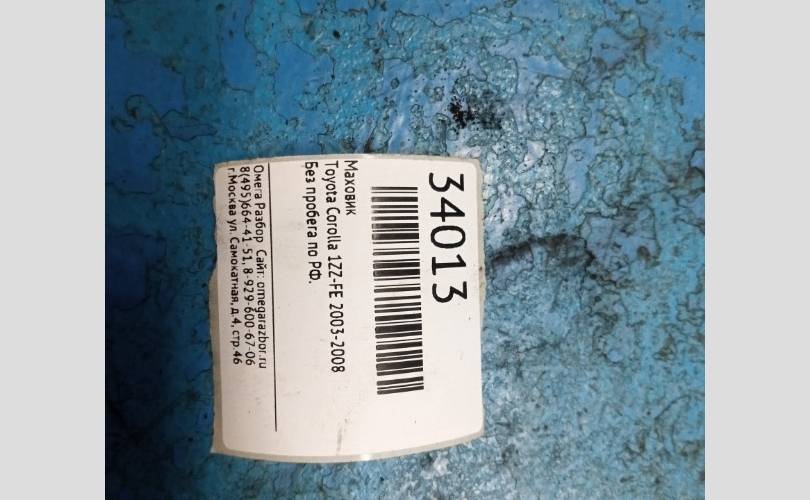 34013
Маховик
Toyota Corolla 1ZZ-FE 2003-2008
Без пробега по РФ.
Омега Разбор Сайт: omegarazbor.ru
8(495)664-41-51, 8-929-600-67-06
г.Москва ул. Самокатная, д.4, стр.46